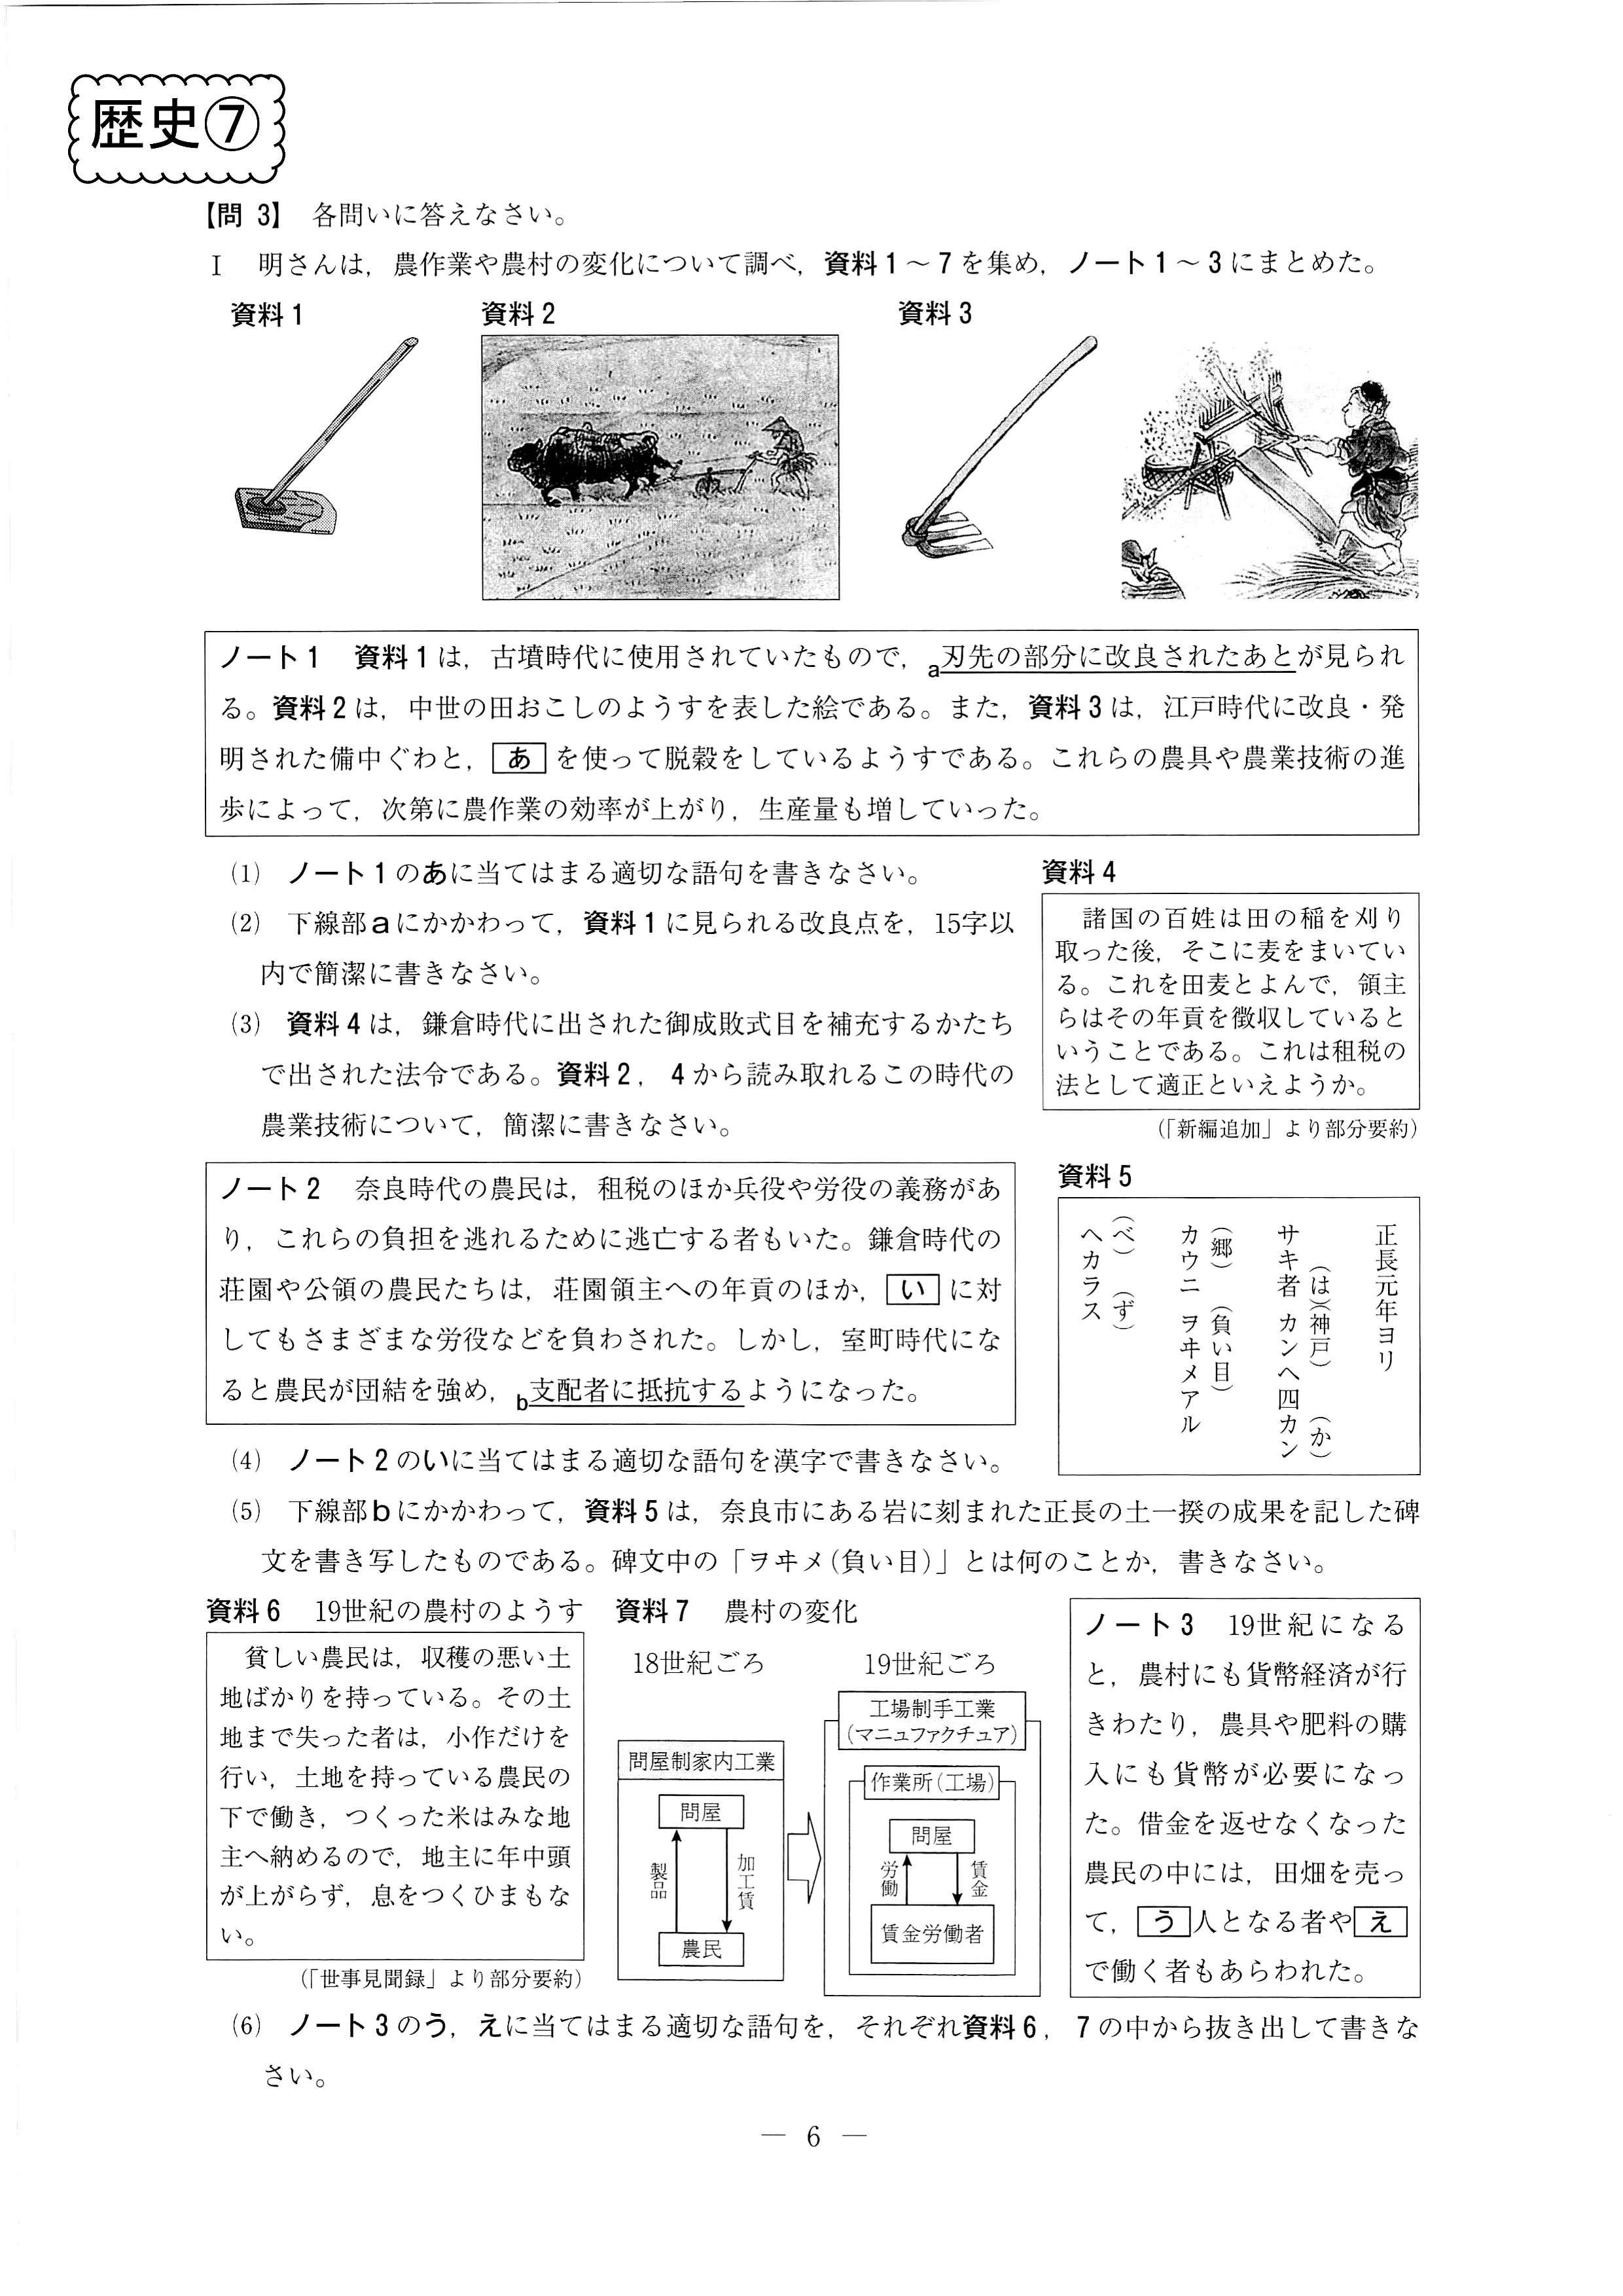 歴史⑦
【問 3】 各問いに答えなさい。
Ⅰ 明さんは，農作業や農村の変化について調べ，資料1～7を集め，ノート1～3にまとめた。
資料1
資料2
資料3
ノート1 資料1は，古墳時代に使用されていたもので，a刃先の部分に改良されたあとが見られ
る。資料2は，中世の田おこしのようすを表した絵である。また，資料3は，江戸時代に改良・発
明された備中ぐわと，あを使って脱穀をしているようすである。これらの農具や農業技術の進
歩によって，次第に農作業の効率が上がり，生産量も増していった。
(1) ノート1のあに当てはまる適切な語句を書きなさい。
(2) 下線部aにかかわって，資料1に見られる改良点を，15字以
内で簡潔に書きなさい。
(3) 資料4は，鎌倉時代に出された御成敗式目を補充するかたち
で出された法令である。資料2，4から読み取れるこの時代の
農業技術について，簡潔に書きなさい。
資料4
諸国の百姓は田の稲を刈り
取った後，そこに麦をまいてい
る。これを田麦とよんで，領主
らはその年貢を徴収していると
いうことである。これは租税の
法として適正といえようか。
（「新編追加」より部分要約）
ノート2 奈良時代の農民は，租税のほか兵役や労役の義務があ
り，これらの負担を逃れるために逃亡する者もいた。鎌倉時代の
荘園や公領の農民たちは，荘園領主への年貢のほか，いに対
してもさまざまな労役などを負わされた。しかし，室町時代にな
ると農民が団結を強め，b支配者に抵抗するようになった。
資料5
正長元年ヨリ
（は）（神戸） （か）
サキ者 カンヘ四カン
（郷） （負い目）
カウニ ヲヰメアル
（べ） （ず）
ヘカラス
(4) ノート2のいに当てはまる適切な語句を漢字で書きなさい。
(5) 下線部bにかかわって，資料5は，奈良市にある岩に刻まれた正長の土一揆の成果を記した碑
文を書き写したものである。碑文中の「ヲヰメ（負い目）」とは何のことか，書きなさい。
資料6 19世紀の農村のようす
貧しい農民は，収穫の悪い土
地ばかりを持っている。その土
地まで失った者は，小作だけを
行い，土地を持っている農民の
下で働き，つくった米はみな地
主へ納めるので，地主に年中頭
が上がらず，息をつくひまもな
い。
（「世事見聞録」より部分要約）
資料7 農村の変化
18世紀ごろ
問屋制家内工業
問屋
製品
加工賃
農民
19世紀ごろ
工場制手工業
（マニュファクチュア）
作業所（工場）
問屋
労働
賃金
賃金労働者
ノート3 19世紀になる
と，農村にも貨幣経済が行
きわたり，農具や肥料の購
入にも貨幣が必要になっ
た。借金を返せなくなった
農民の中には，田畑を売っ
て，う人となる者やえ
で働く者もあらわれた。
(6) ノート3のう，えに当てはまる適切な語句を，それぞれ資料6，7の中から抜き出して書きな
さい。
― 6 ―